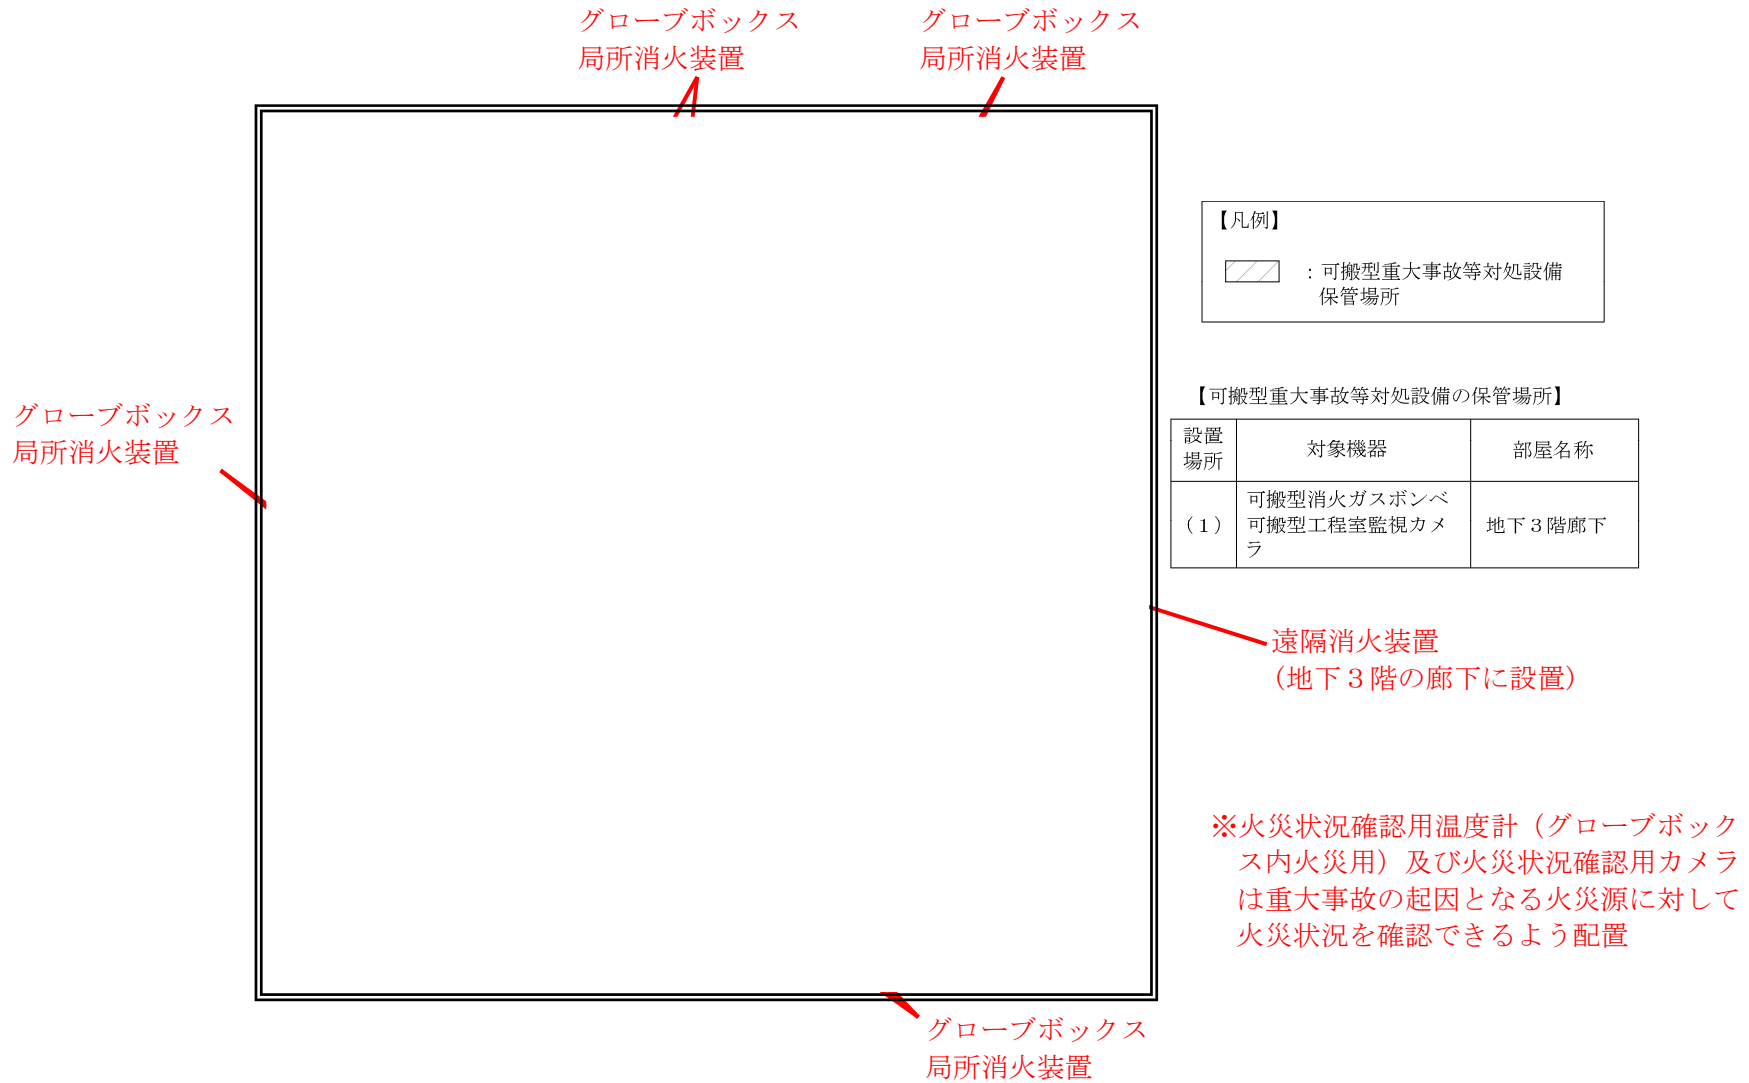 グローブボックス
局所消火装置
グローブボックス
局所消火装置
【凡例】
：可搬型重大事故等対処設備
保管場所
グローブボックス
局所消火装置
【可搬型重大事故等対処設備の保管場所】
設置
場所
対象機器
部屋名称
（１）
可搬型消火ガスボンベ
可搬型工程室監視カメ
ラ
地下３階廊下
遠隔消火装置
（地下３階の廊下に設置）
※火災状況確認用温度計（グローブボック
ス内火災用）及び火災状況確認用カメラ
は重大事故の起因となる火災源に対して
火災状況を確認できるよう配置
グローブボックス
局所消火装置